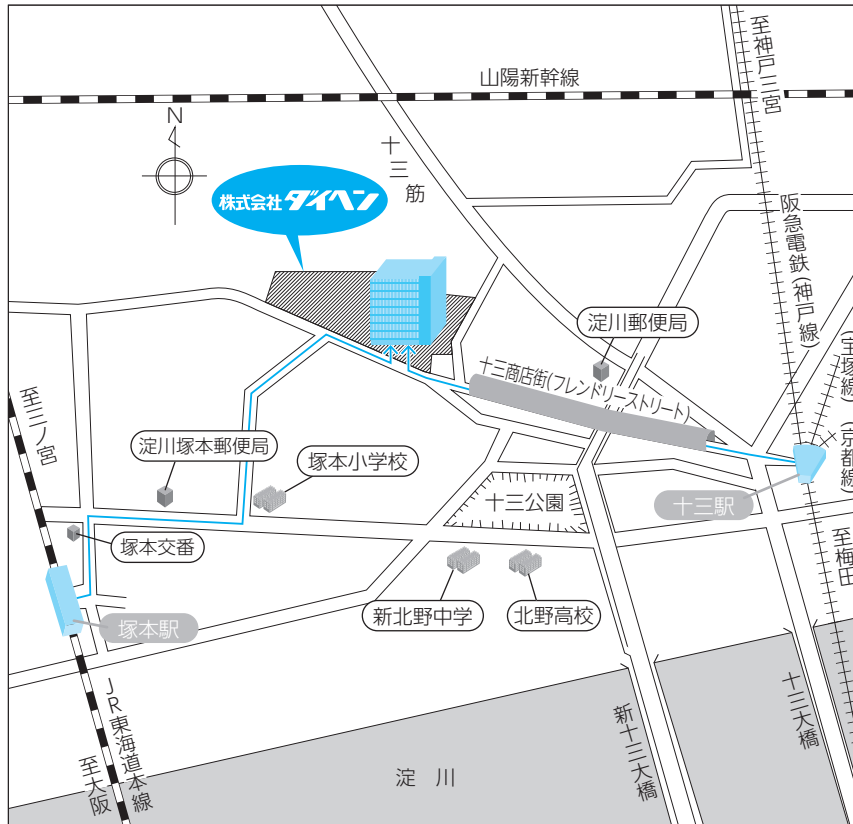 至神戸三宮
山陽新幹線
N
十三筋
株式会社ダイヘン
阪急電鉄(神戸線)
淀川郵便局
(宝塚線)
(京都線)
十三商店街(フレンドリーストリート)
至三ノ宮
淀川塚本郵便局
塚本小学校
十三公園
十三駅
塚本交番
至梅田
新北野中学
北野高校
塚本駅
JR東海道本線
至大阪
新十三大橋
十三大橋
淀川